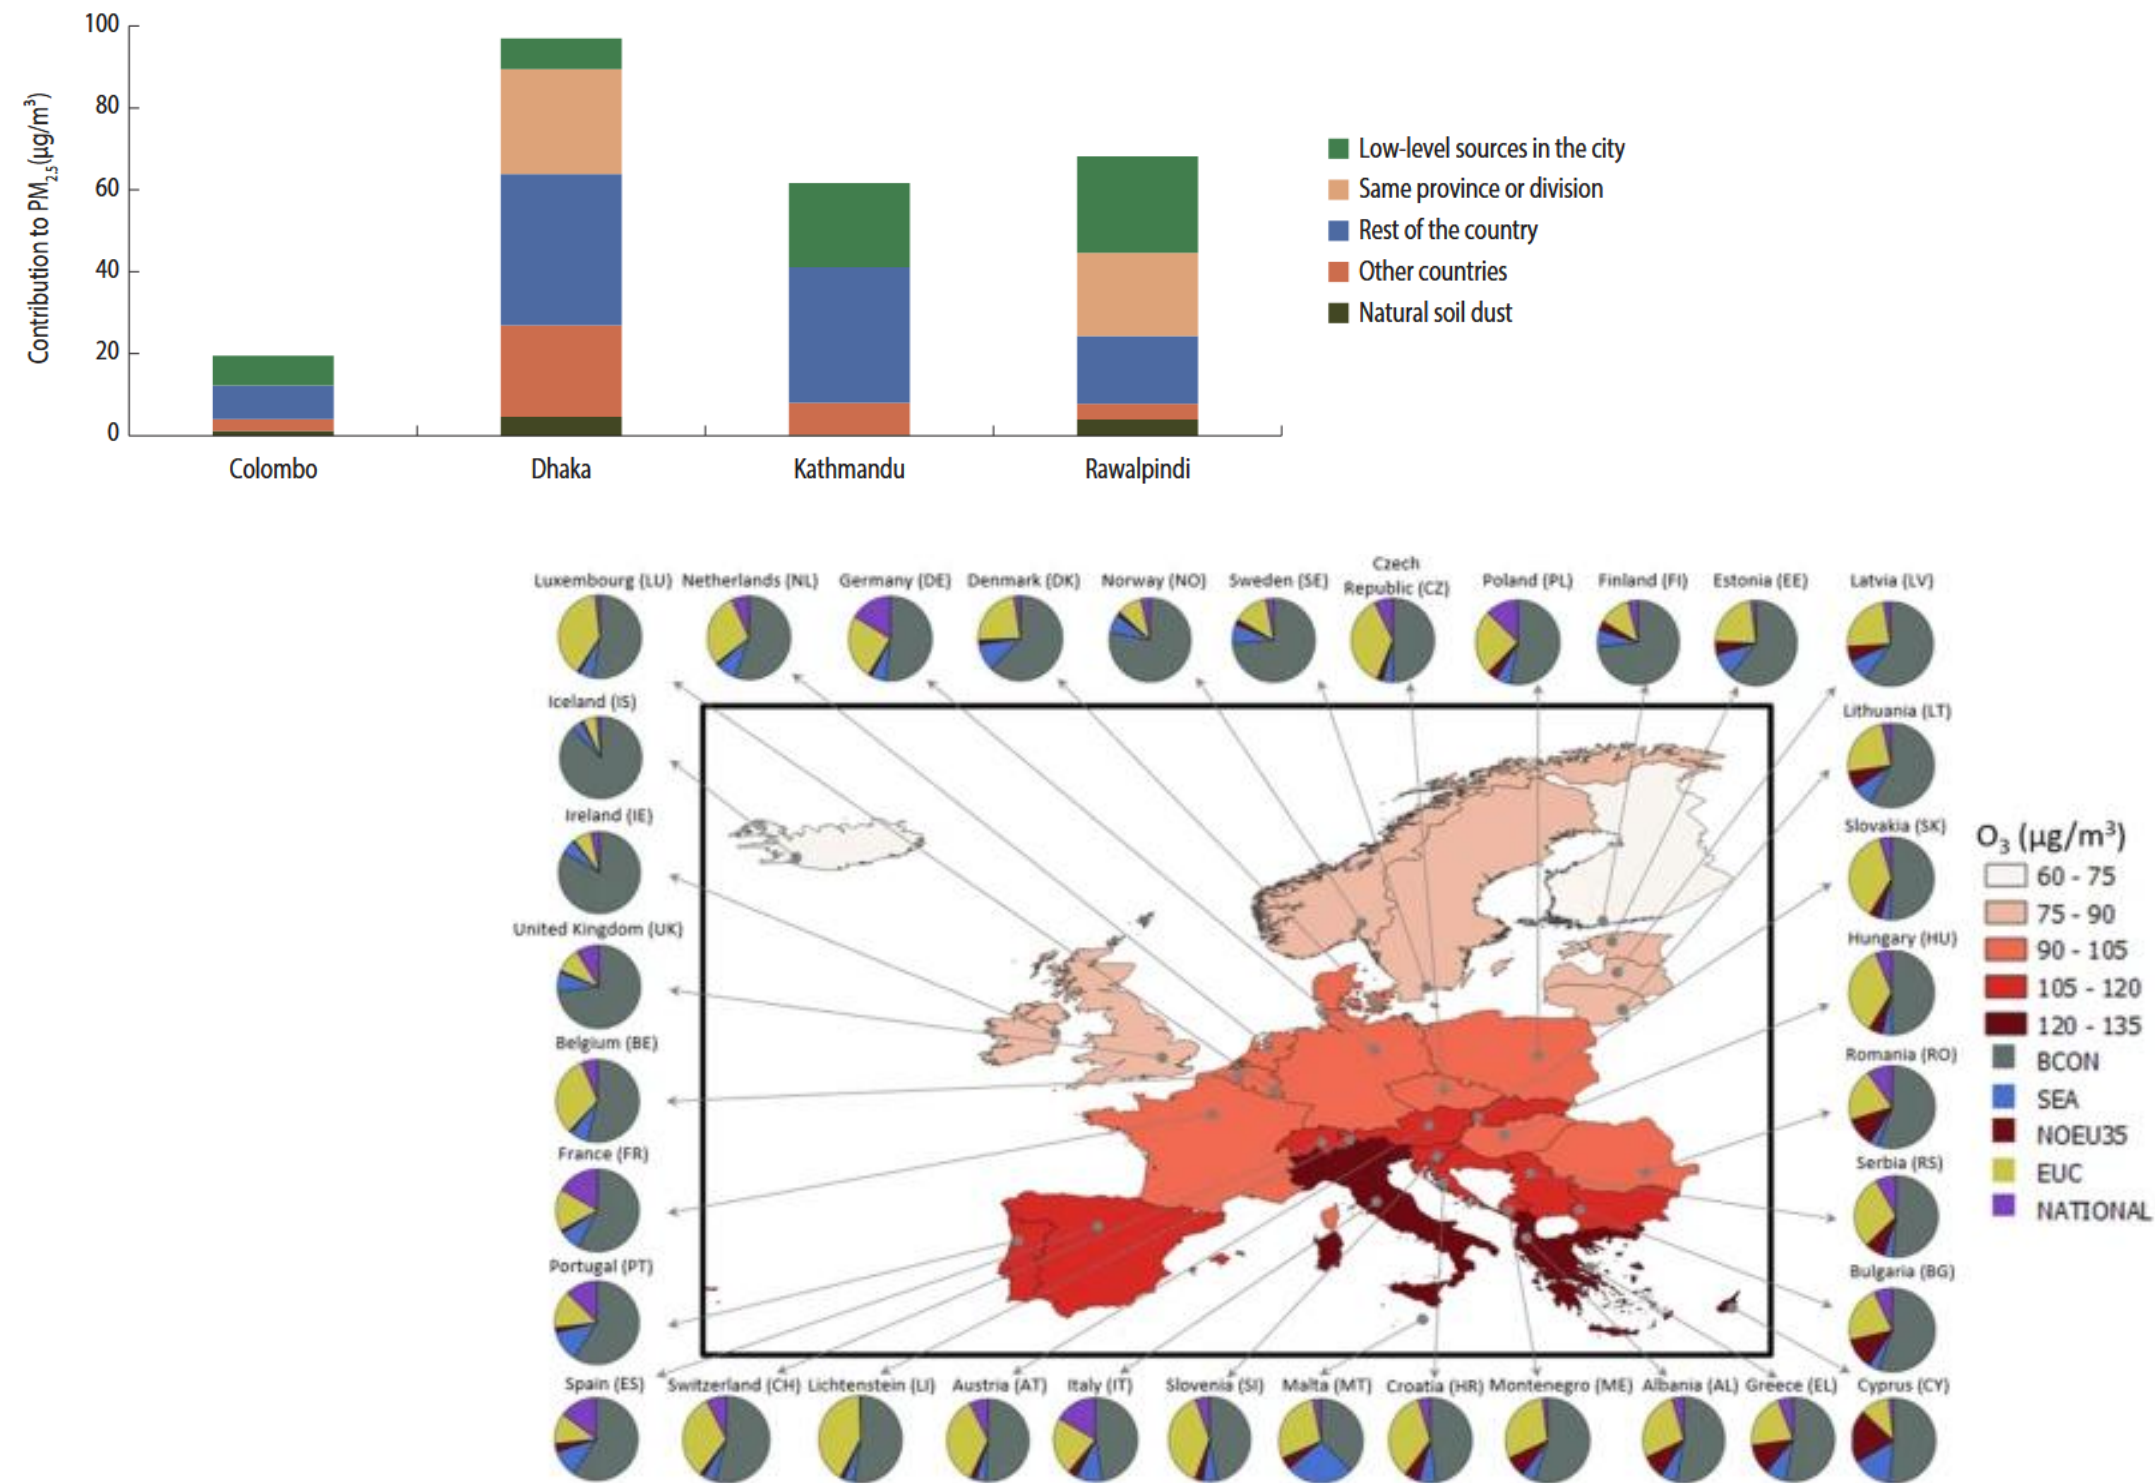 100
80
60
40
20
0
Contribution to PM2.5 (µg/m³)
Colombo
Dhaka
Kathmandu
Rawalpindi
Low-level sources in the city
Same province or division
Rest of the country
Other countries
Natural soil dust
Luxembourg (LU)
Netherlands (NL)
Germany (DE)
Denmark (DK)
Norway (NO)
Sweden (SE)
Czech
Republic (CZ)
Poland (PL)
Finland (FI)
Estonia (EE)
Latvia (LV)
Iceland (IS)
Ireland (IE)
United Kingdom (UK)
Belgium (BE)
France (FR)
Portugal (PT)
Lithuania (LT)
Slovakia (SK)
Hungary (HU)
Romania (RO)
Serbia (RS)
Bulgaria (BG)
Spain (ES)
Switzerland (CH)
Lichtenstein (LI)
Austria (AT)
Italy (IT)
Slovenia (SI)
Malta (MT)
Croatia (HR)
Montenegro (ME)
Albania (AL)
Greece (EL)
Cyprus (CY)
O₃ (µg/m³)
60 - 75
75 - 90
90 - 105
105 - 120
120 - 135
BCON
SEA
NOEU35
EUC
NATIONAL